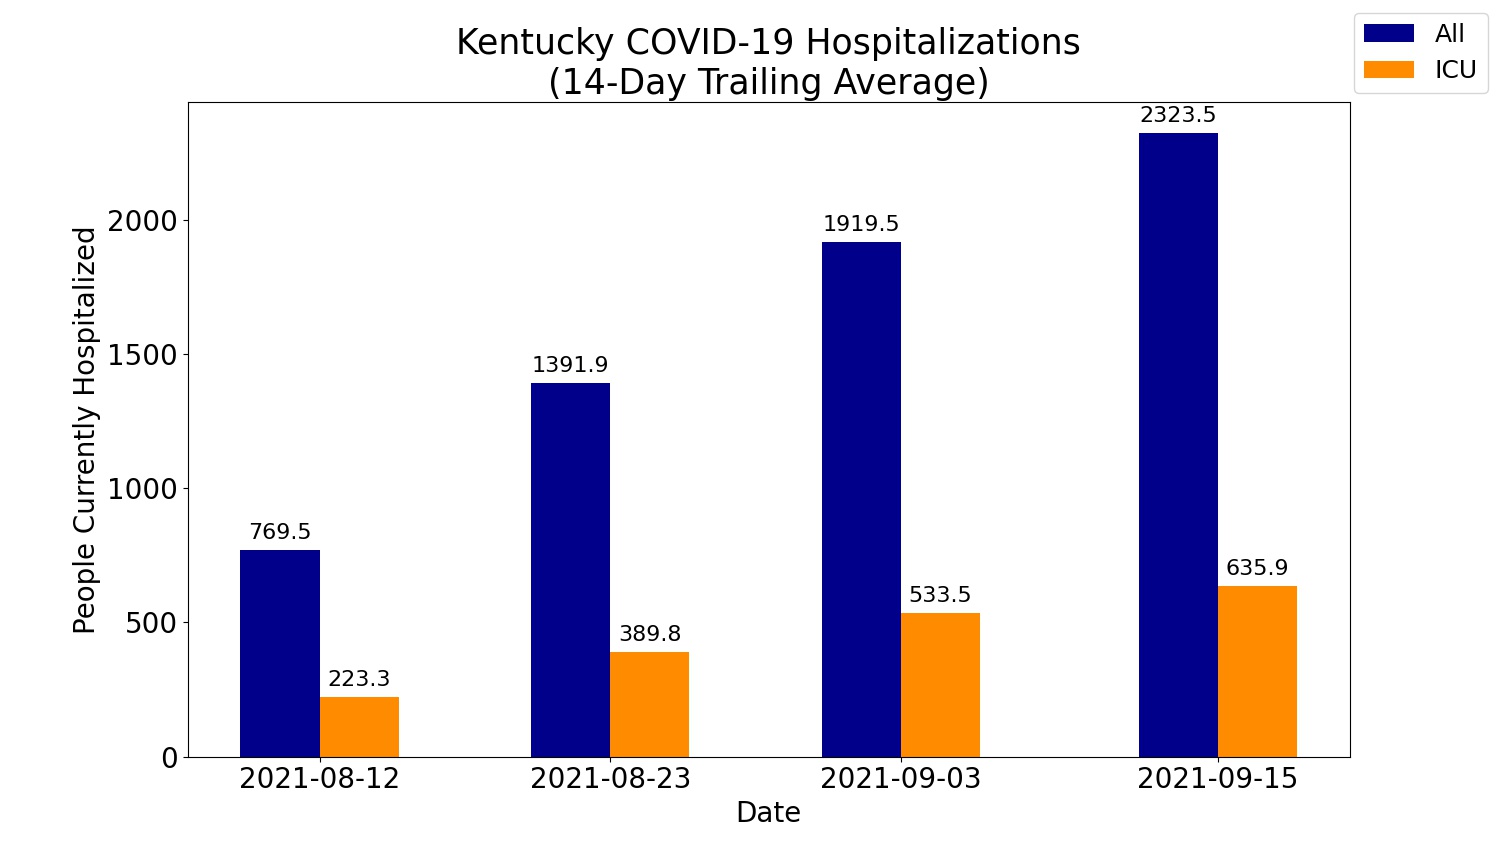 Kentucky COVID-19 Hospitalizations
(14-Day Trailing Average)
All
ICU
People Currently Hospitalized
2000
1500
1000
500
0
769.5
223.3
1391.9
389.8
1919.5
533.5
2323.5
635.9
2021-08-12
2021-08-23
2021-09-03
2021-09-15
Date